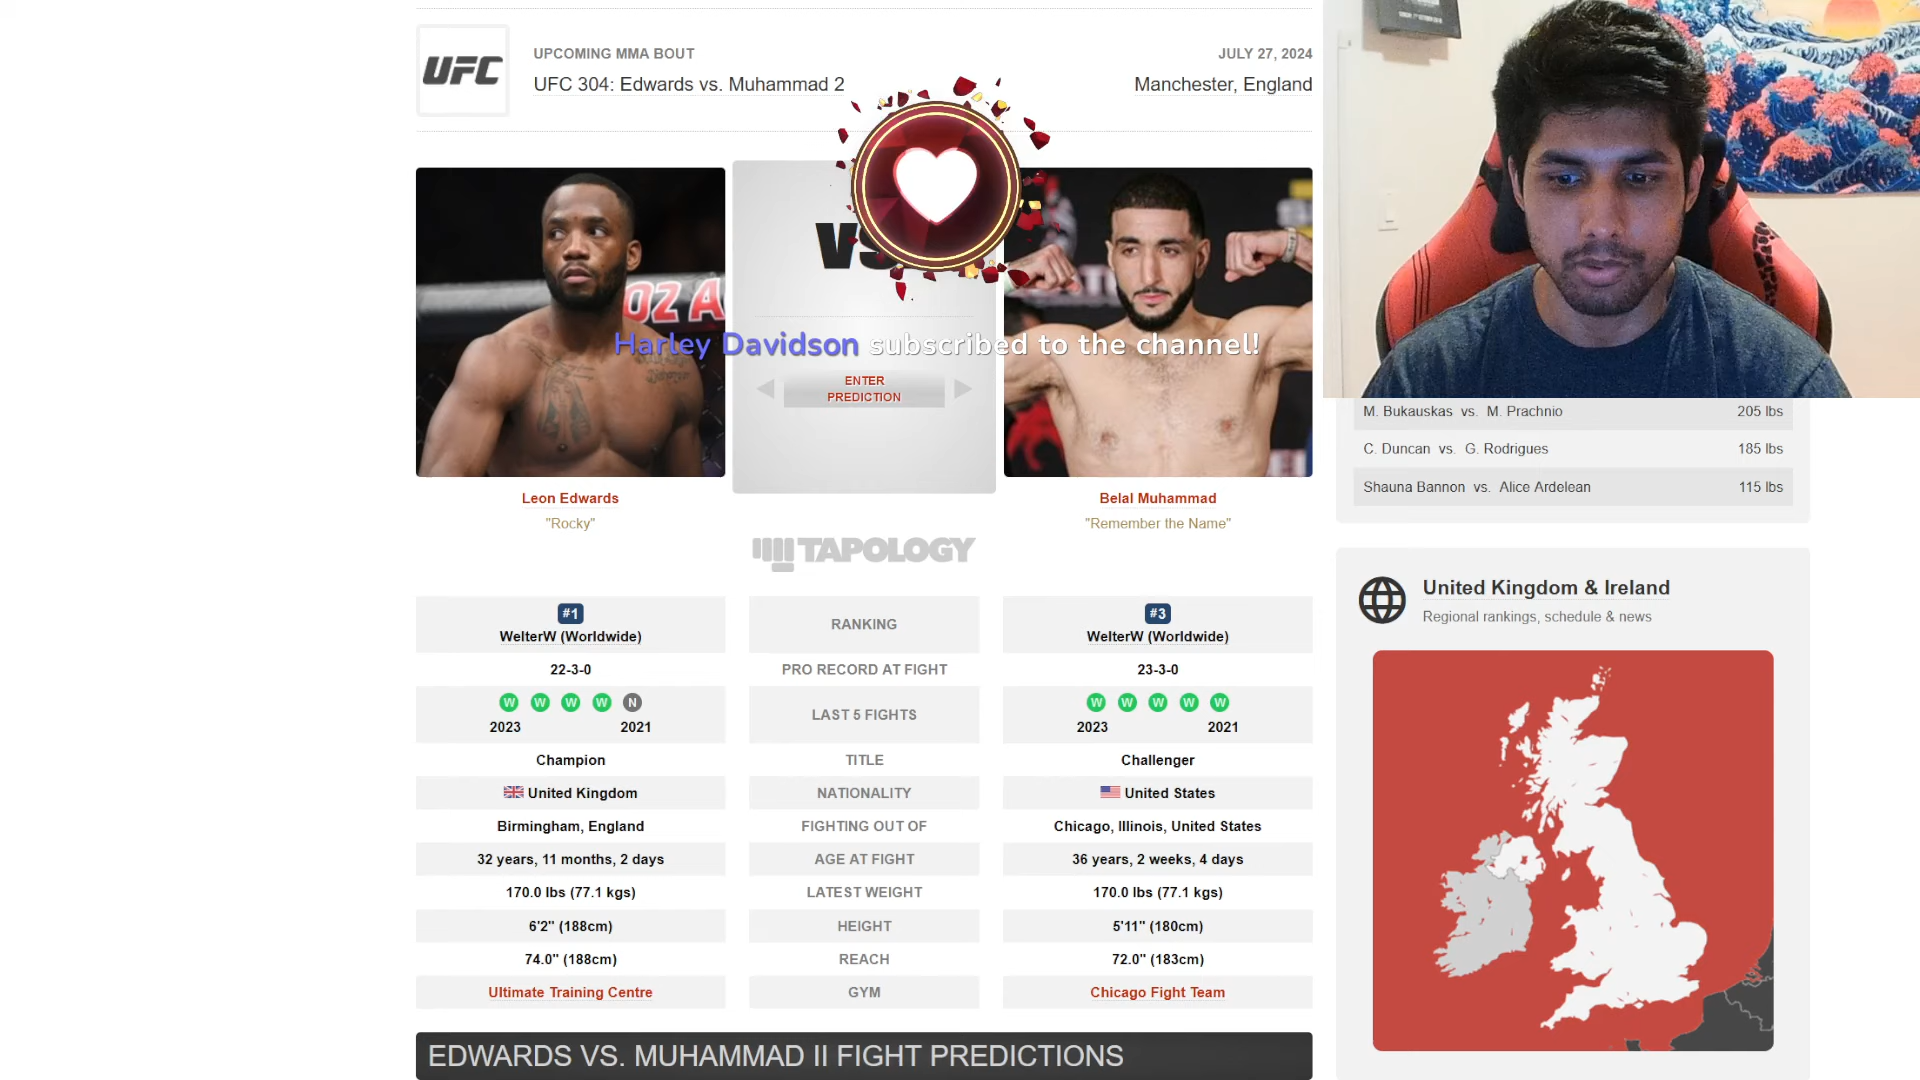 UFC
UPCOMING MMA BOUT
UFC 304: Edwards vs. Muhammad 2
JULY 27, 2024
Manchester, England
VS
OZ A
Harley Davidson subscribed to the channel!
ENTER
PREDICTION
Leon Edwards
"Rocky"
Belal Muhammad
"Remember the Name"
TAPOLOGY
#1
WelterW (Worldwide)
RANKING
#3
WelterW (Worldwide)
22-3-0
PRO RECORD AT FIGHT
23-3-0
W W W W N
2023 2021
LAST 5 FIGHTS
W W W W W
2023 2021
Champion
TITLE
Challenger
United Kingdom
NATIONALITY
United States
Birmingham, England
FIGHTING OUT OF
Chicago, Illinois, United States
32 years, 11 months, 2 days
AGE AT FIGHT
36 years, 2 weeks, 4 days
170.0 lbs (77.1 kgs)
LATEST WEIGHT
170.0 lbs (77.1 kgs)
6'2" (188cm)
HEIGHT
5'11" (180cm)
74.0" (188cm)
REACH
72.0" (183cm)
Ultimate Training Centre
GYM
Chicago Fight Team
EDWARDS VS. MUHAMMAD II FIGHT PREDICTIONS
M. Bukauskas vs. M. Prachnio 205 lbs
C. Duncan vs. G. Rodrigues 185 lbs
Shauna Bannon vs. Alice Ardelean 115 lbs
United Kingdom & Ireland
Regional rankings, schedule & news